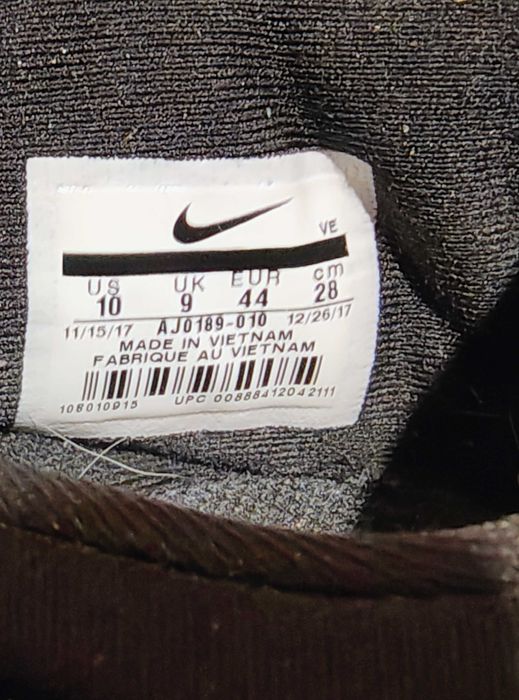 VE
US UK EUR cm
10 9 44 28
11/15/17 AJ0189-010 12/26/17
MADE IN VIETNAM
FABRIQUE AU VIETNAM
108010915 UPC 00888412042111